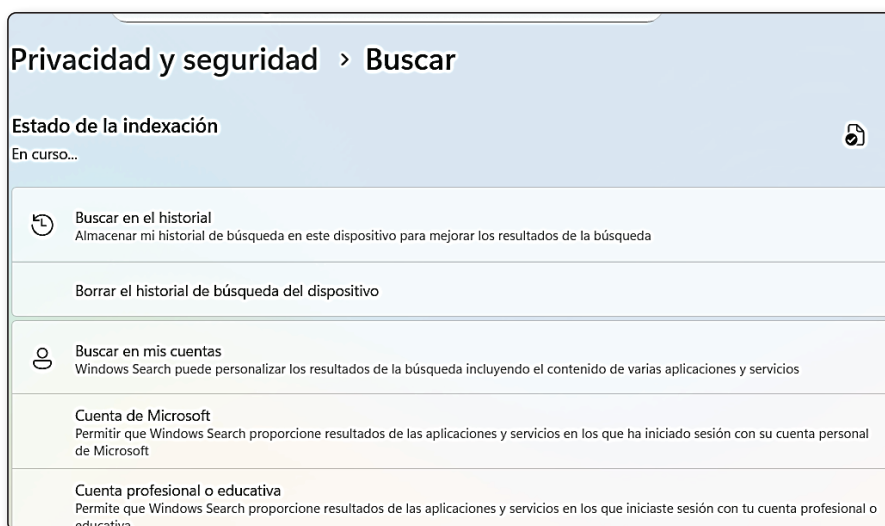 Privacidad y seguridad › Buscar
Estado de la indexación
En curso...
Buscar en el historial
Almacenar mi historial de búsqueda en este dispositivo para mejorar los resultados de la búsqueda
Borrar el historial de búsqueda del dispositivo
Buscar en mis cuentas
Windows Search puede personalizar los resultados de la búsqueda incluyendo el contenido de varias aplicaciones y servicios
Cuenta de Microsoft
Permitir que Windows Search proporcione resultados de las aplicaciones y servicios en los que ha iniciado sesión con su cuenta personal
de Microsoft
Cuenta profesional o educativa
Permite que Windows Search proporcione resultados de las aplicaciones y servicios en los que iniciaste sesión con tu cuenta profesional o
educativa